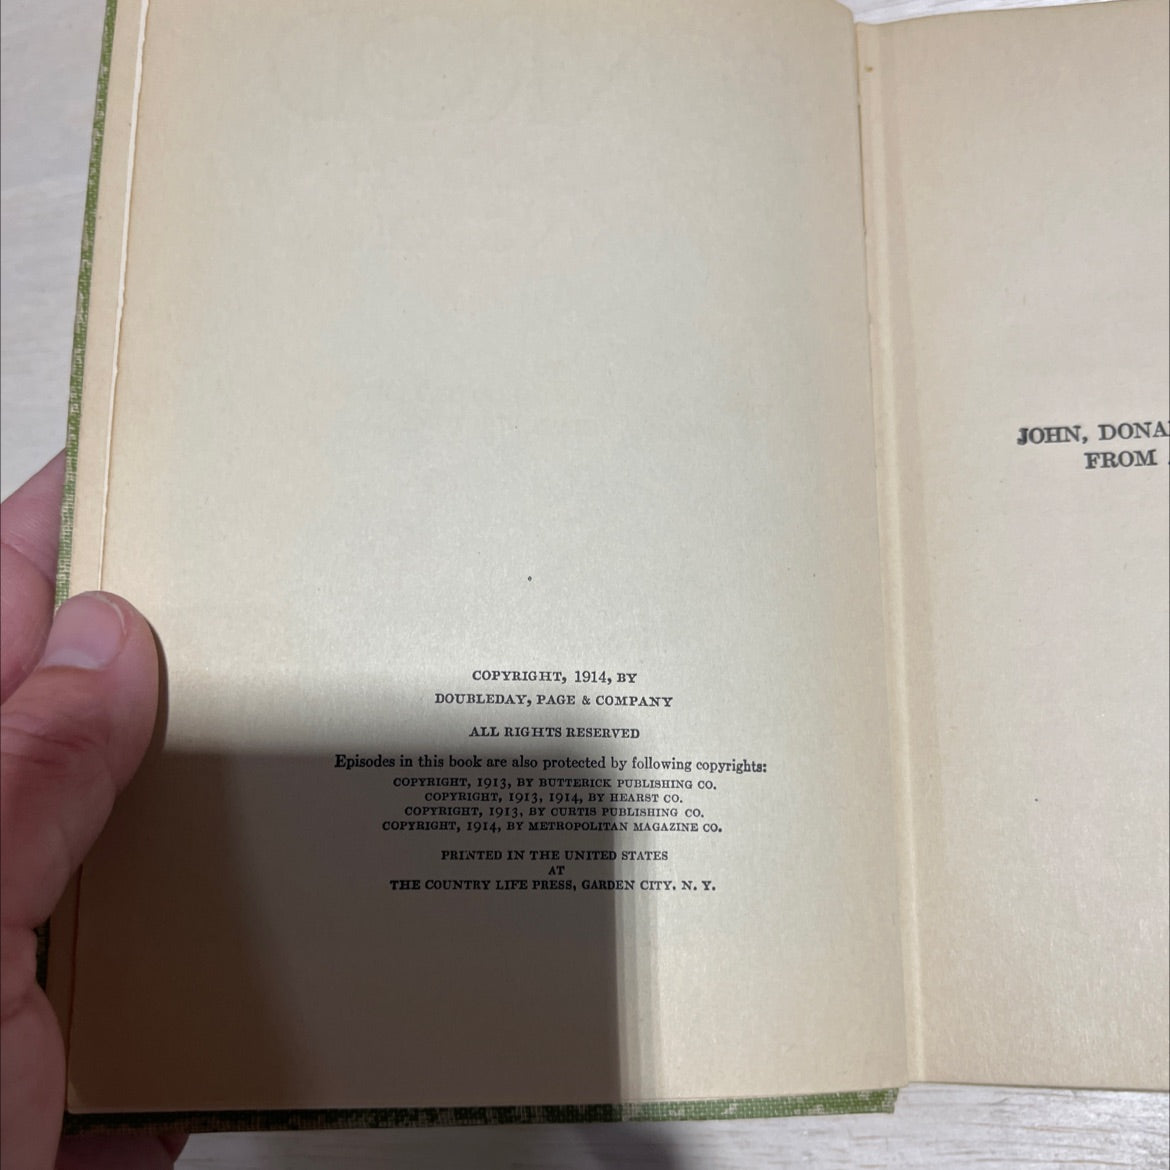 COPYRIGHT, 1914, BY
DOUBLEDAY, PAGE & COMPANY
ALL RIGHTS RESERVED
Episodes in this book are also protected by following copyrights:
COPYRIGHT, 1913, BY BUTTERICK PUBLISHING CO.
COPYRIGHT, 1913, 1914, BY HEARST CO.
COPYRIGHT, 1913, BY CURTIS PUBLISHING CO.
COPYRIGHT, 1914, BY METROPOLITAN MAGAZINE CO.
PRINTED IN THE UNITED STATES
AT
THE COUNTRY LIFE PRESS, GARDEN CITY. N. Y.
JOHN, DONA
FROM